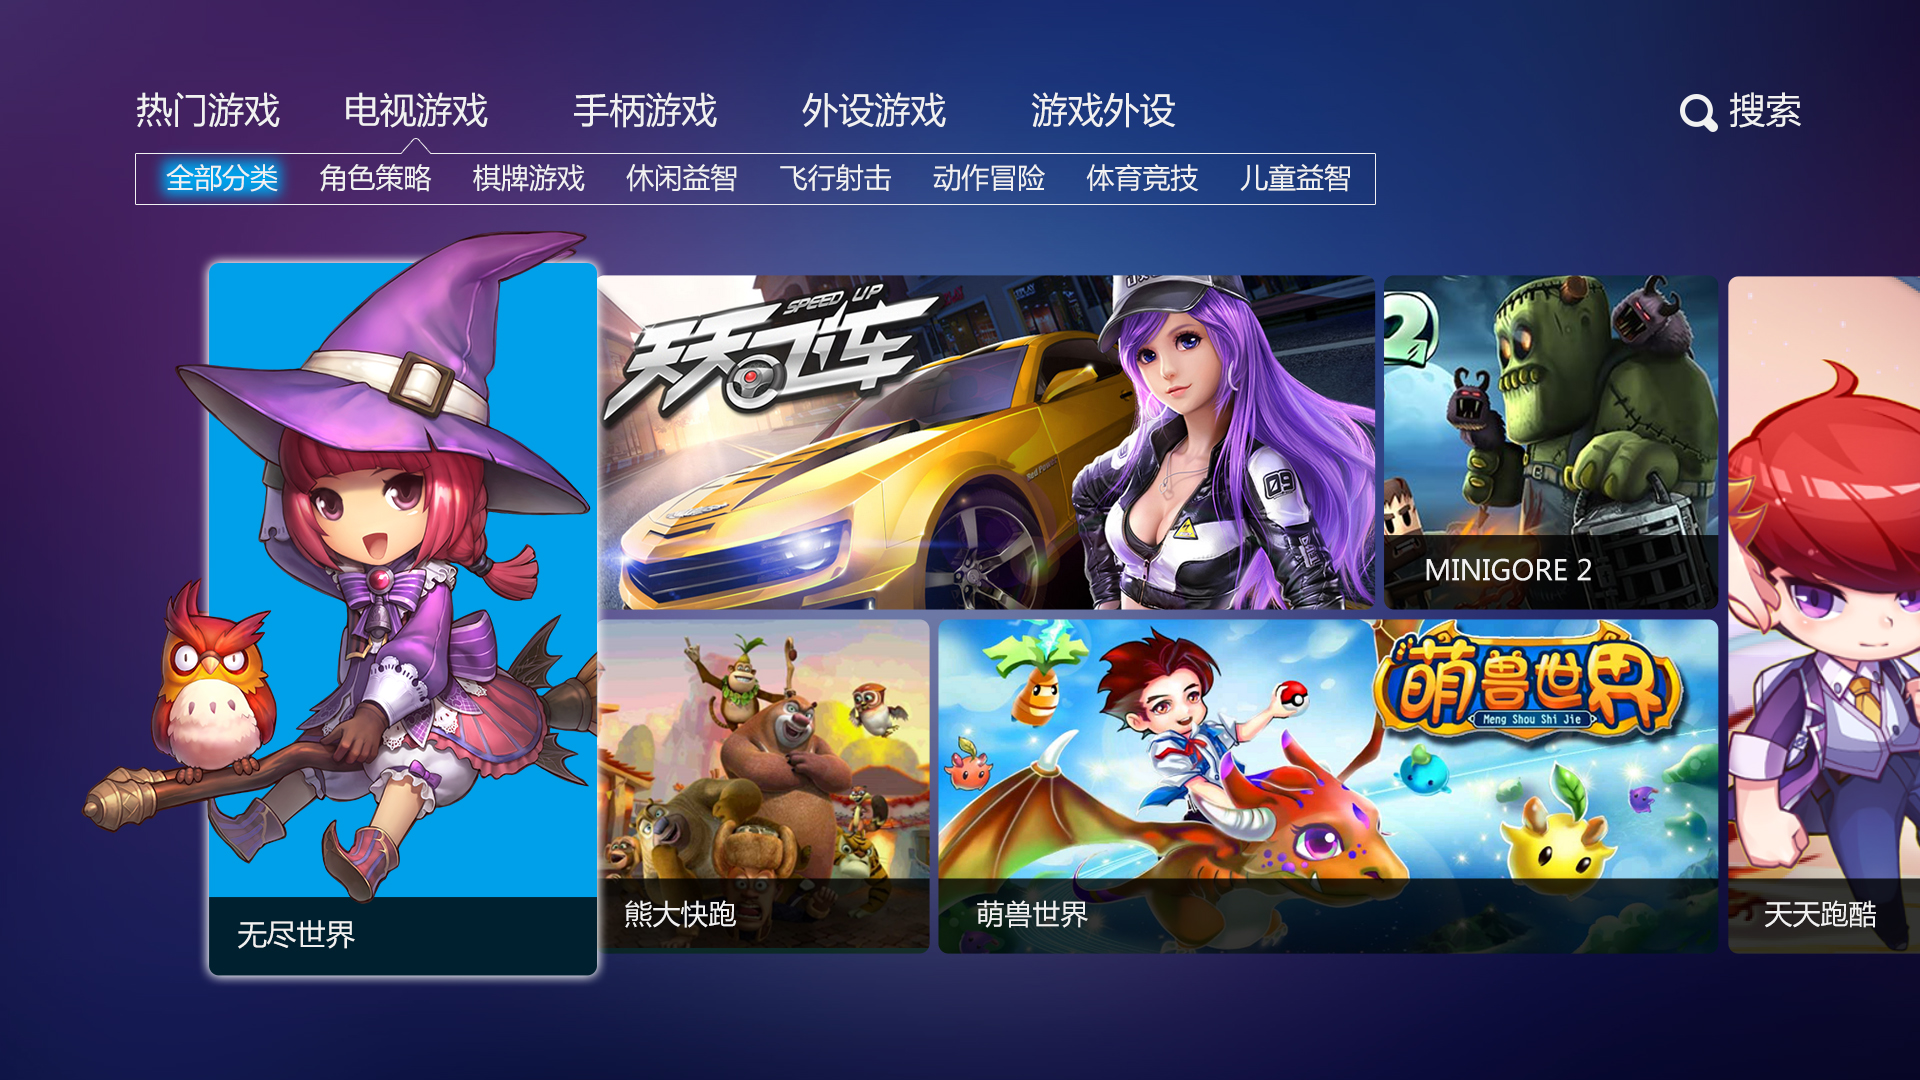 热门游戏 电视游戏 手柄游戏 外设游戏 游戏外设 搜索
全部分类 角色策略 棋牌游戏 休闲益智 飞行射击 动作冒险 体育竞技 儿童益智
SPEED UP
天天飞车
Red Power
09
2
MINIGORE 2
萌兽世界
Meng Shou Shi Jie
无尽世界
熊大快跑
萌兽世界
天天跑酷